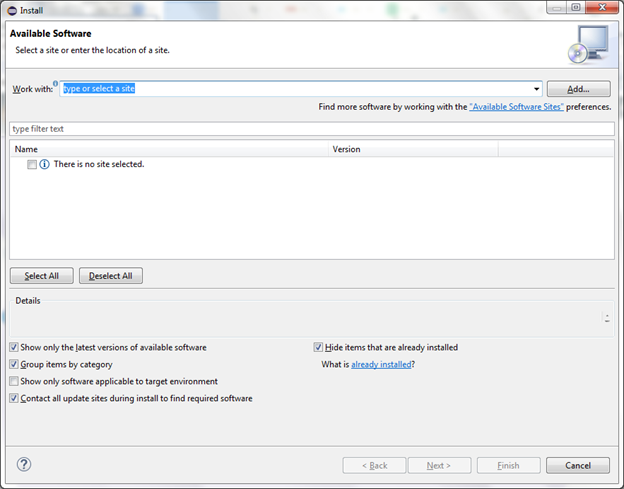 Install
Available Software
Select a site or enter the location of a site.
Work with: type or select a site Add...
Find more software by working with the "Available Software Sites" preferences.
type filter text
Name Version
There is no site selected.
Select All Deselect All
Details
Show only the latest versions of available software Hide items that are already installed
Group items by category What is already installed?
Show only software applicable to target environment
Contact all update sites during install to find required software
? < Back Next > Finish Cancel